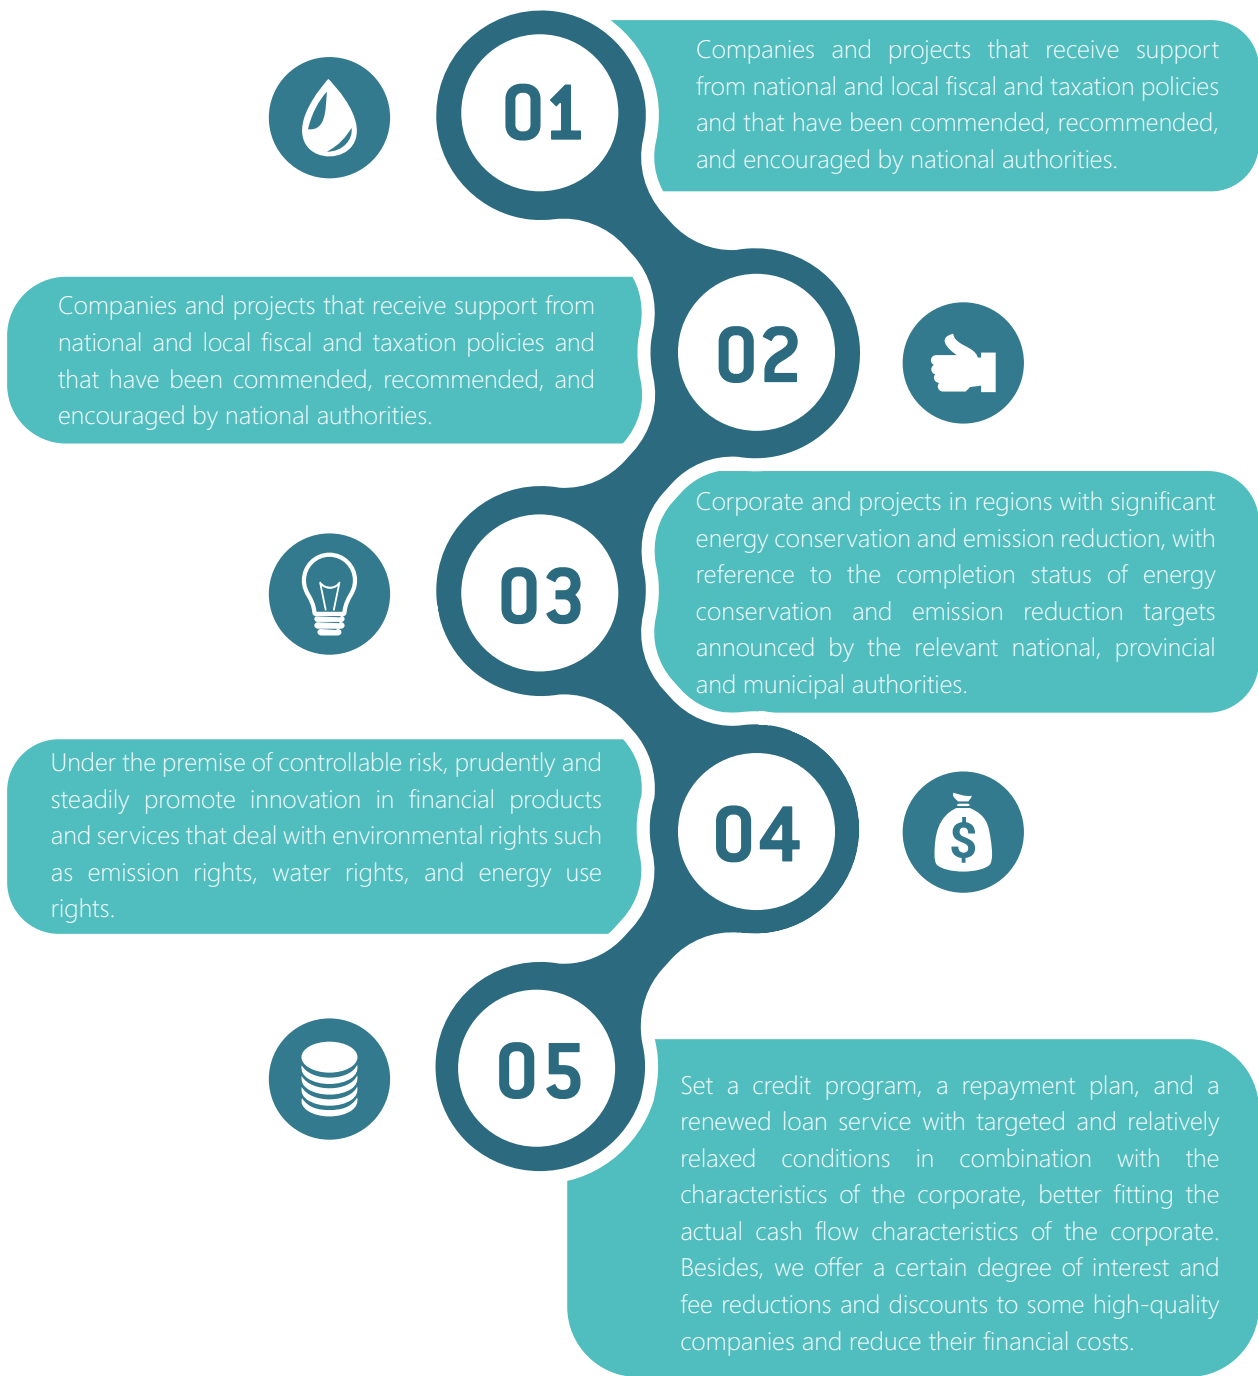 01
Companies and projects that receive support
from national and local fiscal and taxation policies
and that have been commended, recommended,
and encouraged by national authorities.
Companies and projects that receive support from
national and local fiscal and taxation policies and
that have been commended, recommended, and
encouraged by national authorities.
02
03
Corporate and projects in regions with significant
energy conservation and emission reduction, with
reference to the completion status of energy
conservation and emission reduction targets
announced by the relevant national, provincial
and municipal authorities.
Under the premise of controllable risk, prudently and
steadily promote innovation in financial products
and services that deal with environmental rights such
as emission rights, water rights, and energy use
rights.
04
$
05
Set a credit program, a repayment plan, and a
renewed loan service with targeted and relatively
relaxed conditions in combination with the
characteristics of the corporate, better fitting the
actual cash flow characteristics of the corporate.
Besides, we offer a certain degree of interest and
fee reductions and discounts to some high-quality
companies and reduce their financial costs.